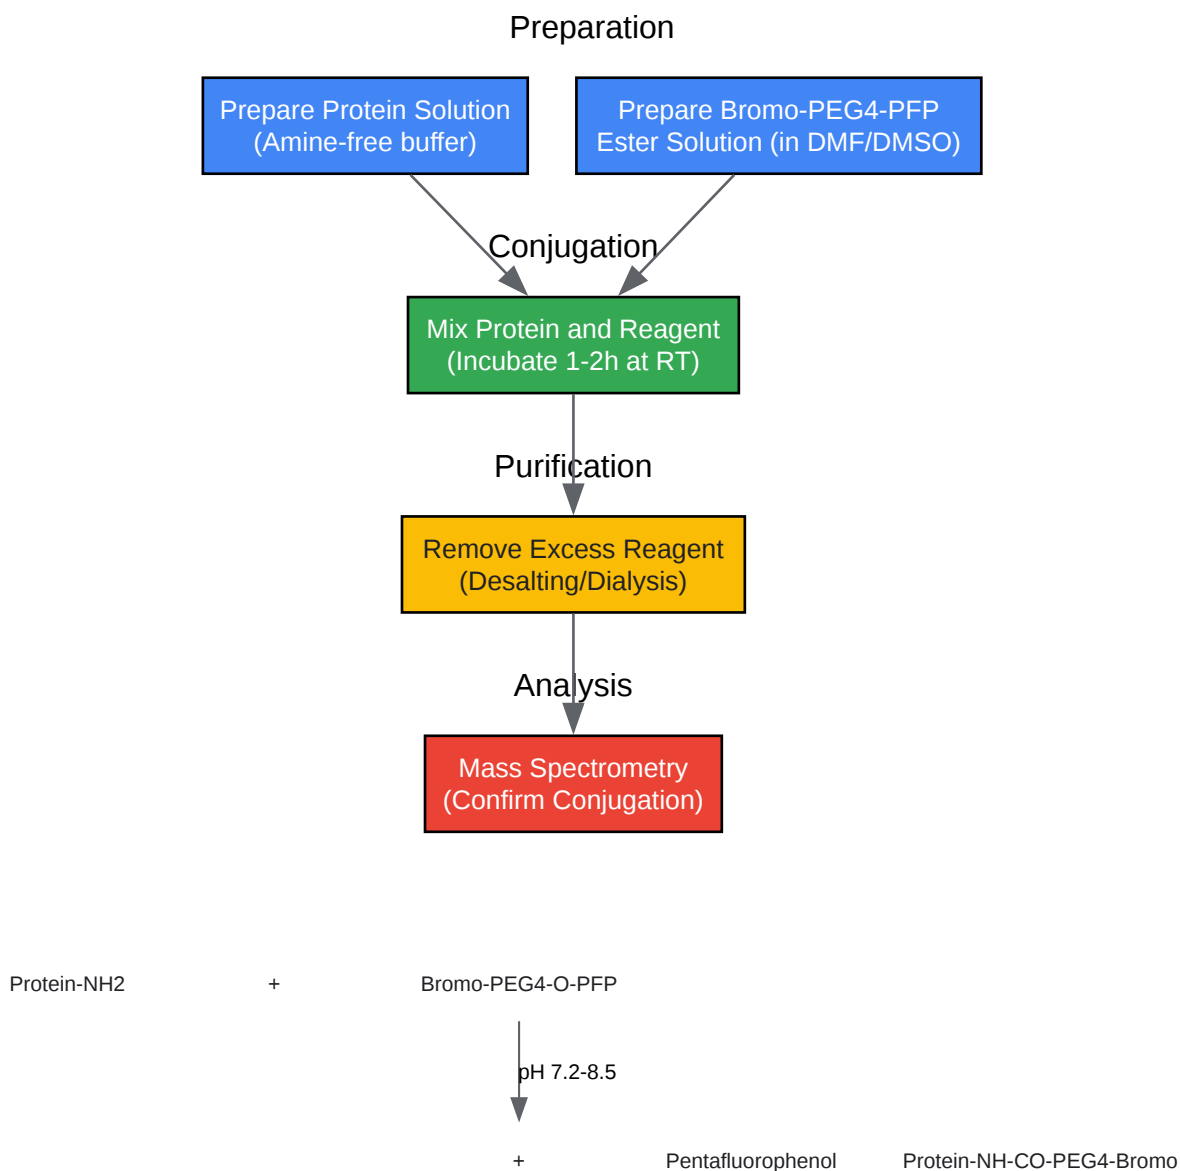 Preparation
Prepare Protein Solution
(Amine-free buffer)
Prepare Bromo-PEG4-PFP
Ester Solution (in DMF/DMSO)
Conjugation
Mix Protein and Reagent
(Incubate 1-2h at RT)
Purification
Remove Excess Reagent
(Desalting/Dialysis)
Analysis
Mass Spectrometry
(Confirm Conjugation)
Protein-NH2 + Bromo-PEG4-O-PFP
pH 7.2-8.5
+ Pentafluorophenol Protein-NH-CO-PEG4-Bromo